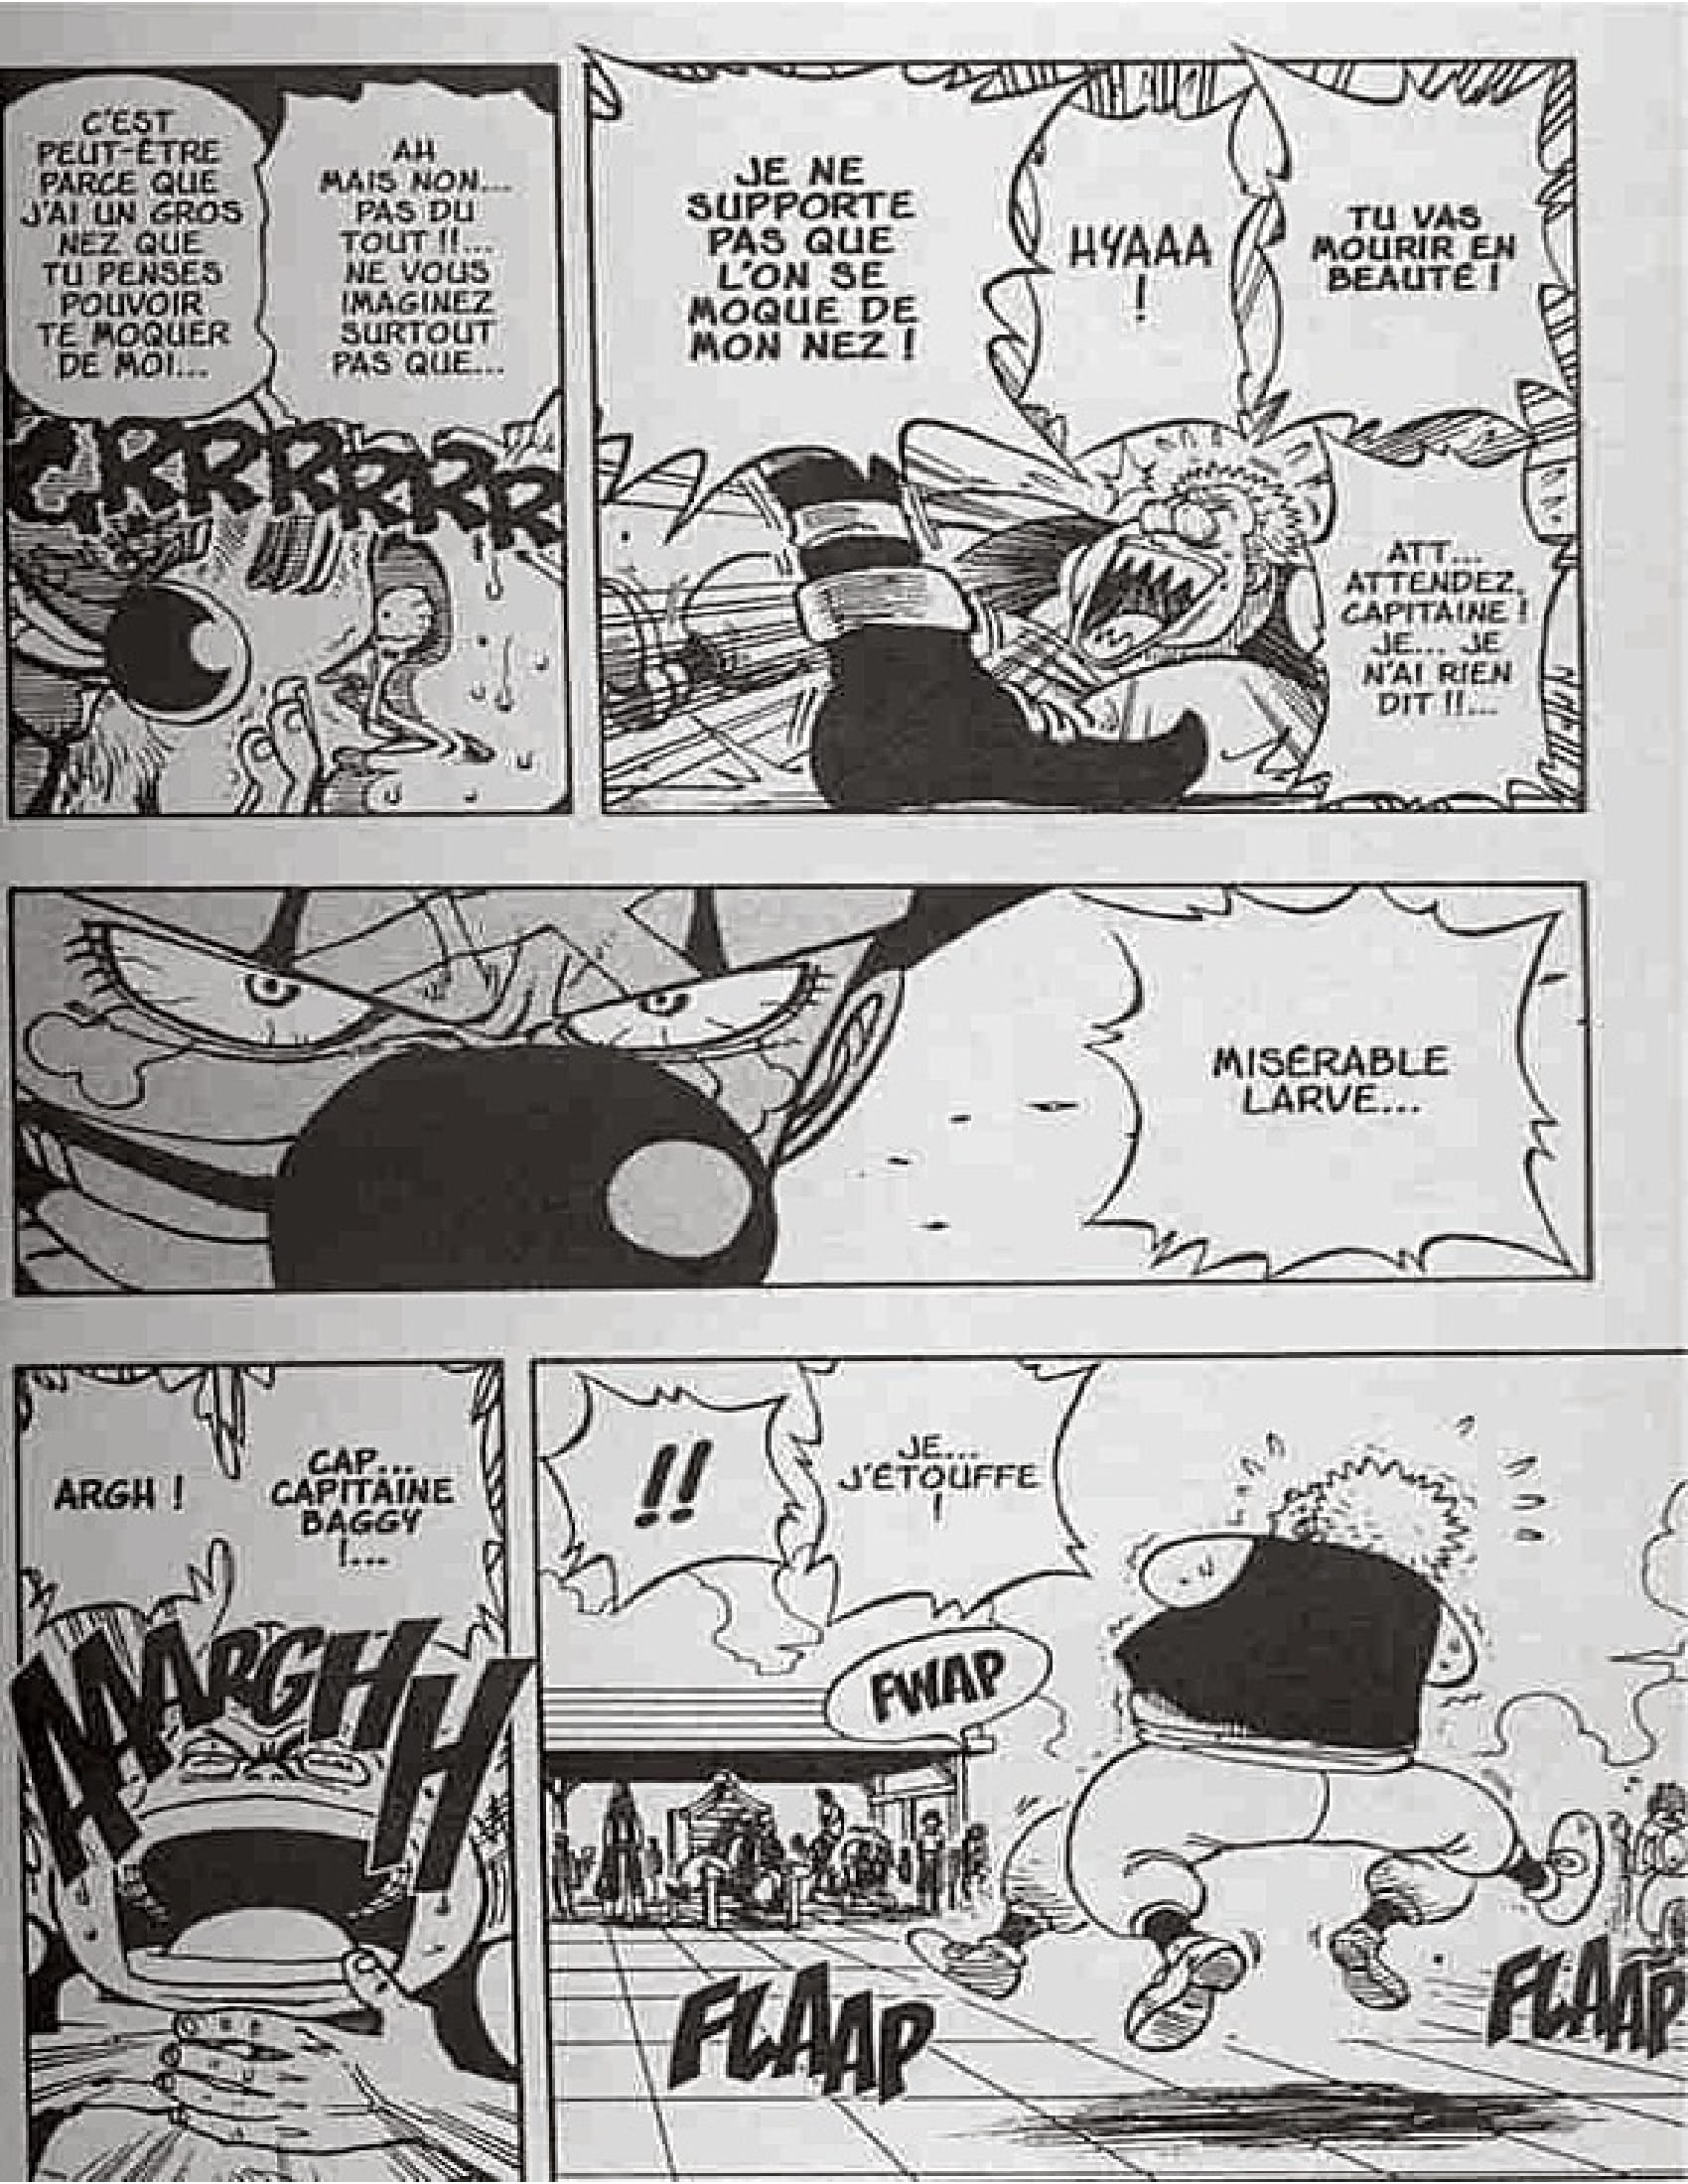 TU VAS
MOURIR EN
BEAUTÉ !
ATT...
ATTENDEZ,
CAPITAINE !
JE... JE
N'AI RIEN
DIT !!...
HYAAA
!
JE NE
SUPPORTE
PAS QUE
L'ON SE
MOQUE DE
MON NEZ !
AH
MAIS NON...
PAS DU
TOUT !!...
NE VOUS
IMAGINEZ
SURTOUT
PAS QUE...
C'EST
PEUT-ÊTRE
PARCE QUE
J'AI UN GROS
NEZ QUE
TU PENSES
POUVOIR
TE MOQUER
DE MOI...
GRRRRRRR
MISÉRABLE
LARVE...
JE...
J'ÉTOUFFE
!
!!
FWAP
FLAAP
FLAAP
CAP...
CAPITAINE
BAGGY
!...
ARGH !
AAARGHH